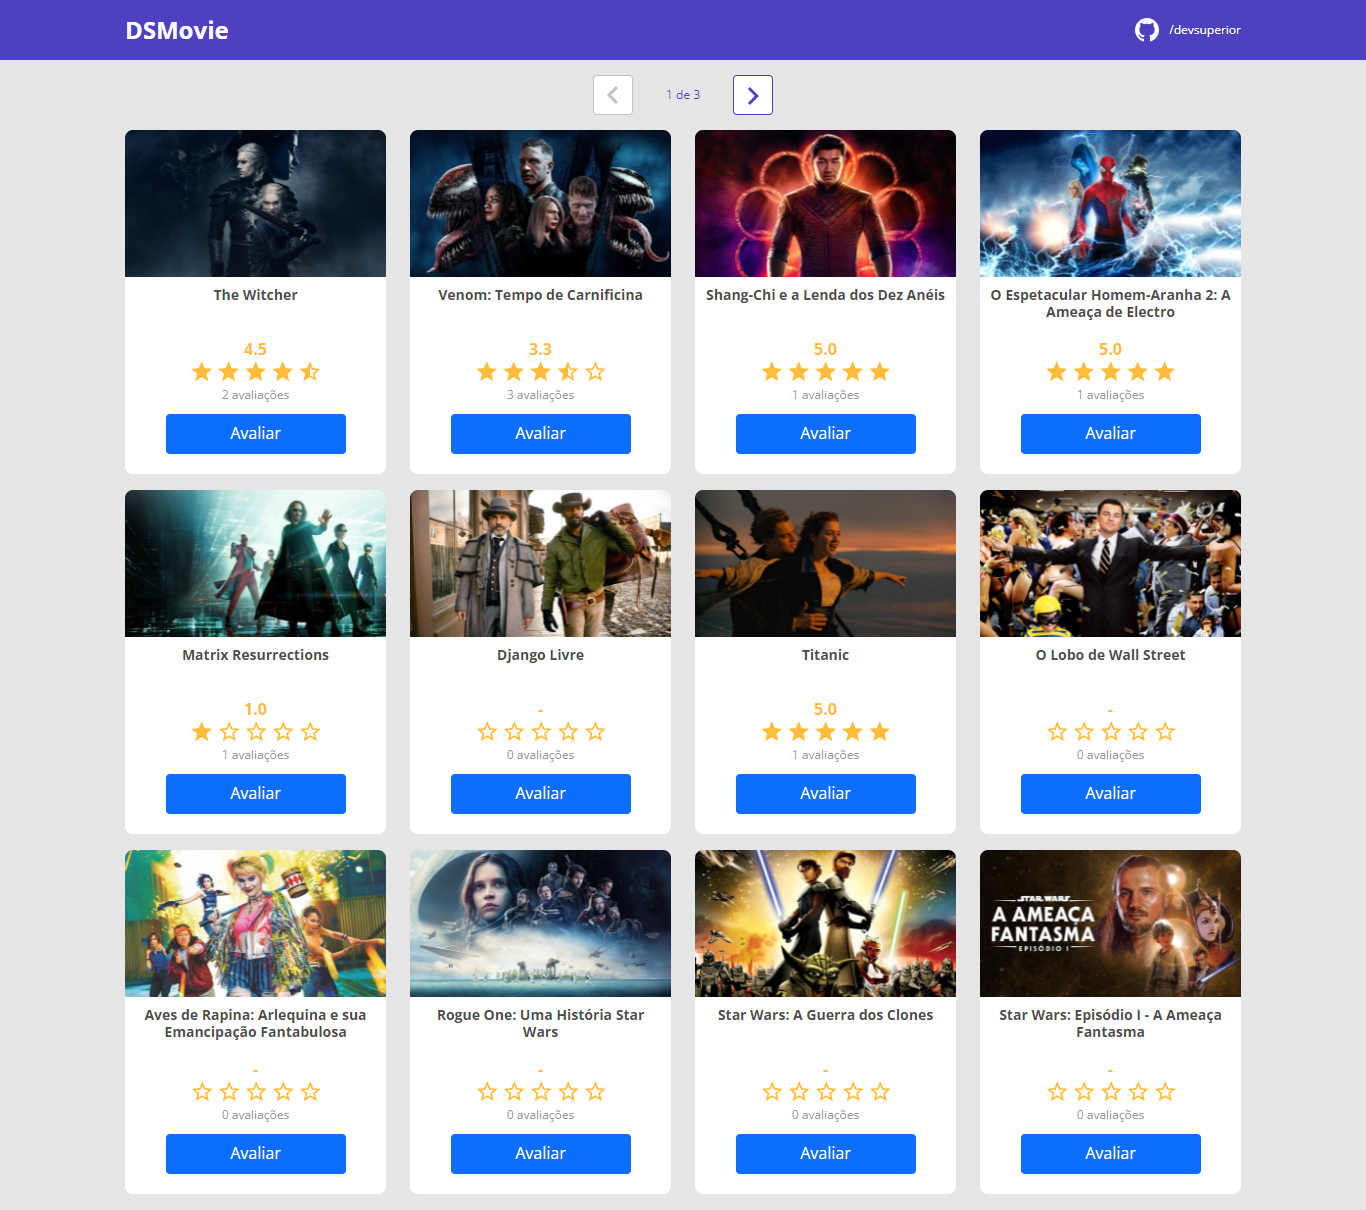 DSMovie
/devsuperior
1 de 3
The Witcher
4.5
2 avaliações
Avaliar
Venom: Tempo de Carnificina
3.3
3 avaliações
Avaliar
Shang-Chi e a Lenda dos Dez Anéis
5.0
1 avaliações
Avaliar
O Espetacular Homem-Aranha 2: A
Ameaça de Electro
5.0
1 avaliações
Avaliar
Matrix Resurrections
1.0
1 avaliações
Avaliar
Django Livre
-
0 avaliações
Avaliar
Titanic
5.0
1 avaliações
Avaliar
O Lobo de Wall Street
-
0 avaliações
Avaliar
Aves de Rapina: Arlequina e sua
Emancipação Fantabulosa
-
0 avaliações
Avaliar
Rogue One: Uma História Star
Wars
-
0 avaliações
Avaliar
Star Wars: A Guerra dos Clones
-
0 avaliações
Avaliar
STAR WARS
A AMEAÇA
FANTASMA
EPISÓDIO I
Star Wars: Episódio I - A Ameaça
Fantasma
-
0 avaliações
Avaliar